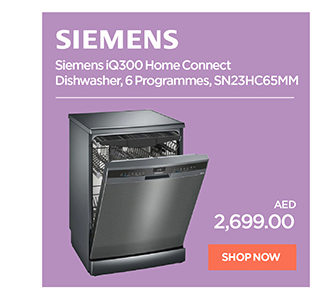 SIEMENS
Siemens iQ300 Home Connect
Dishwasher, 6 Programmes, SN23HC65MM
AED
2,699.00
SHOP NOW